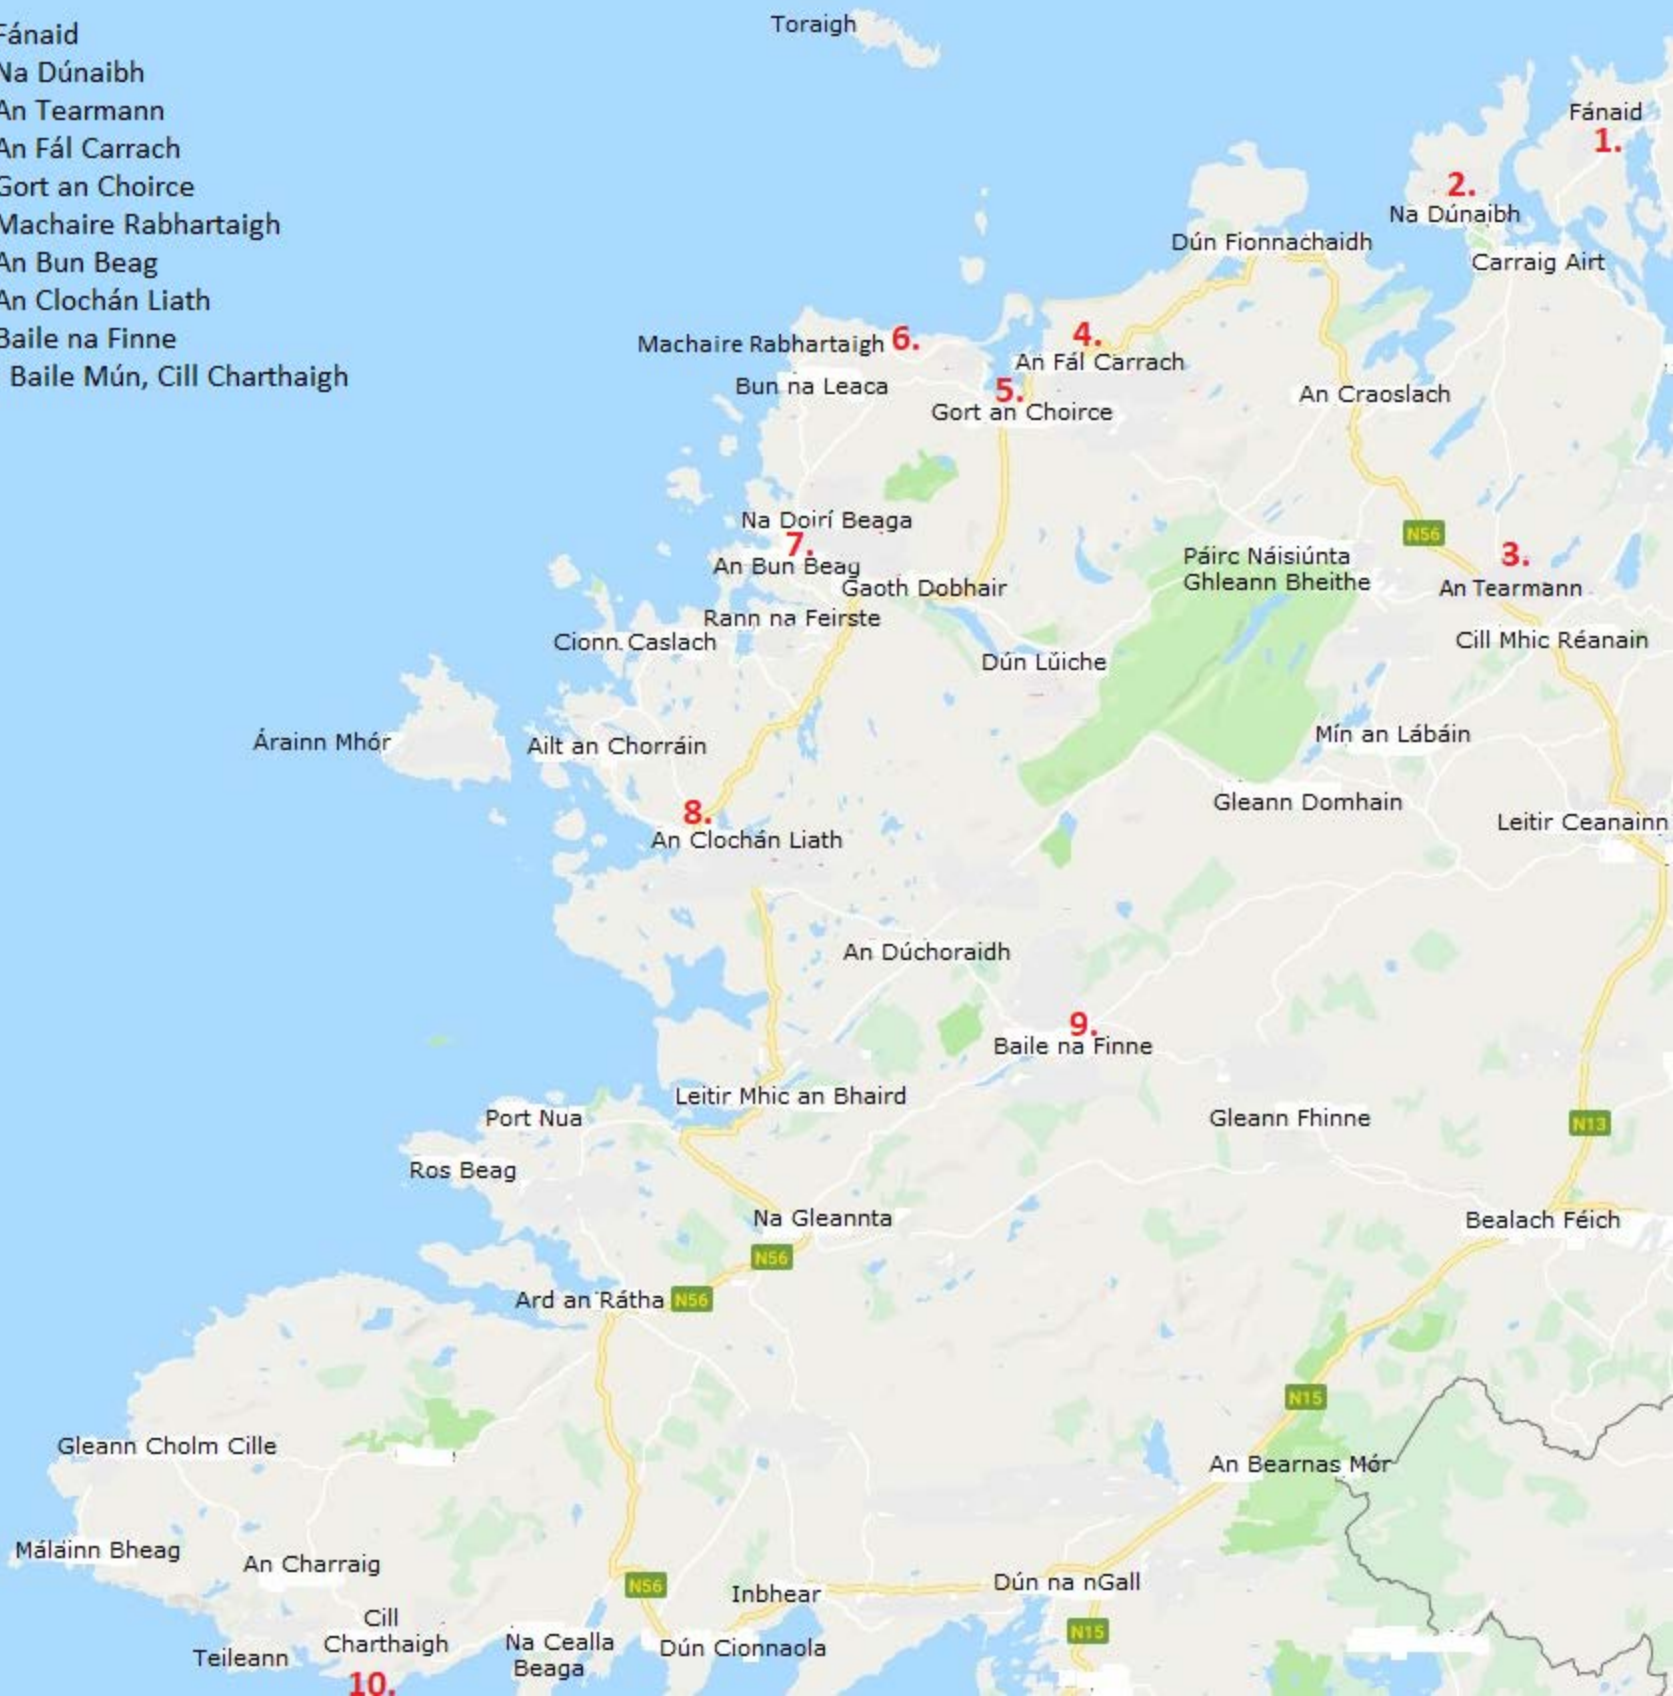 Fánaid
Na Dúnaibh
An Tearmann
An Fál Carrach
Gort an Choirce
Machaire Rabhartaigh
An Bun Beag
An Clochán Liath
Baile na Finne
Baile Mún, Cill Charthaigh
Toraigh
Fánaid
1.
2.
Na Dúnaibh
Dún Fionnachaidh
Carraig Airt
Machaire Rabhartaigh 6.
4.
An Fál Carrach
Bun na Leaca
5.
Gort an Choirce
An Craoslach
Na Doirí Beaga
7.
An Bun Beag
N56
3.
Páirc Náisiúnta
Ghleann Bheithe
An Tearmann
Gaoth Dobhair
Rann na Feirste
Cionn Caslach
Cill Mhic Réanain
Dún Lúiche
Árainn Mhór
Ailt an Chorráin
Mín an Lábáin
Gleann Domhain
8.
An Clochán Liath
Leitir Ceanainn
An Dúchoraidh
9.
Baile na Finne
Leitir Mhic an Bhaird
Port Nua
Gleann Fhinne
N13
Ros Beag
Na Gleannta
Bealach Féich
N56
Ard an Rátha N56
N15
Gleann Cholm Cille
An Bearnas Mór
Málainn Bheag
An Charraig
N56
Inbhear
Dún na nGall
Cill
Charthaigh
Teileann
Na Cealla
Beaga
Dún Cionnaola
N15
10.